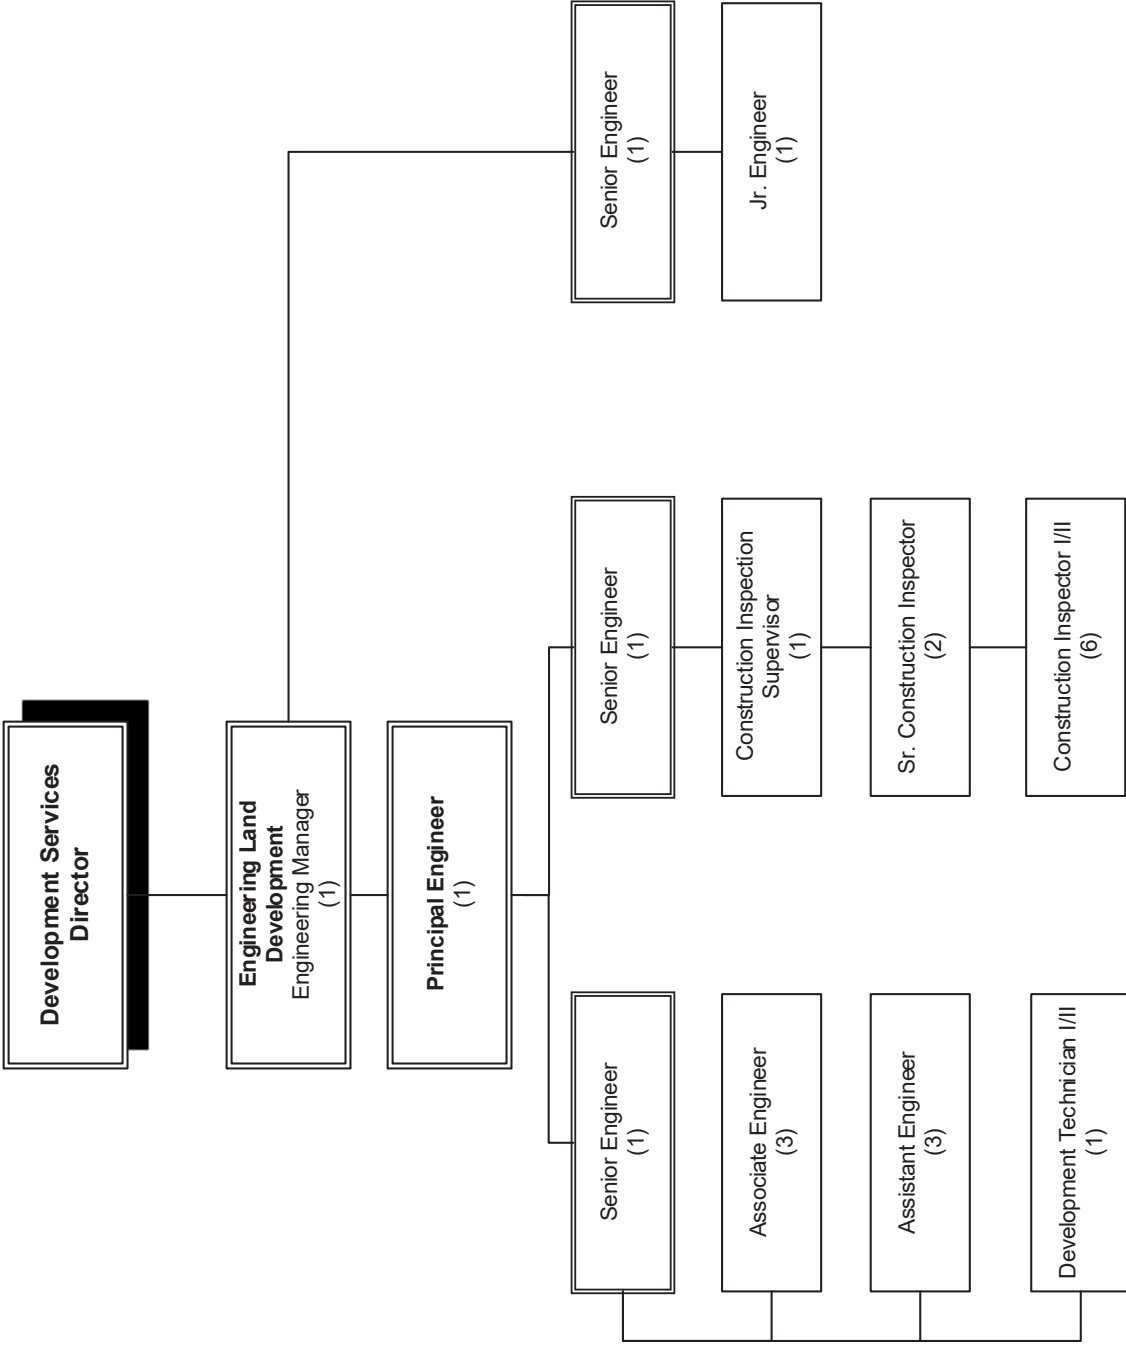 Development Services
Director
Engineering Land
Development
Engineering Manager
(1)
Principal Engineer
(1)
Senior Engineer
(1)
Associate Engineer
(3)
Assistant Engineer
(3)
Development Technician I/II
(1)
Senior Engineer
(1)
Construction Inspection
Supervisor
(1)
Sr. Construction Inspector
(2)
Construction Inspector I/II
(6)
Senior Engineer
(1)
Jr. Engineer
(1)